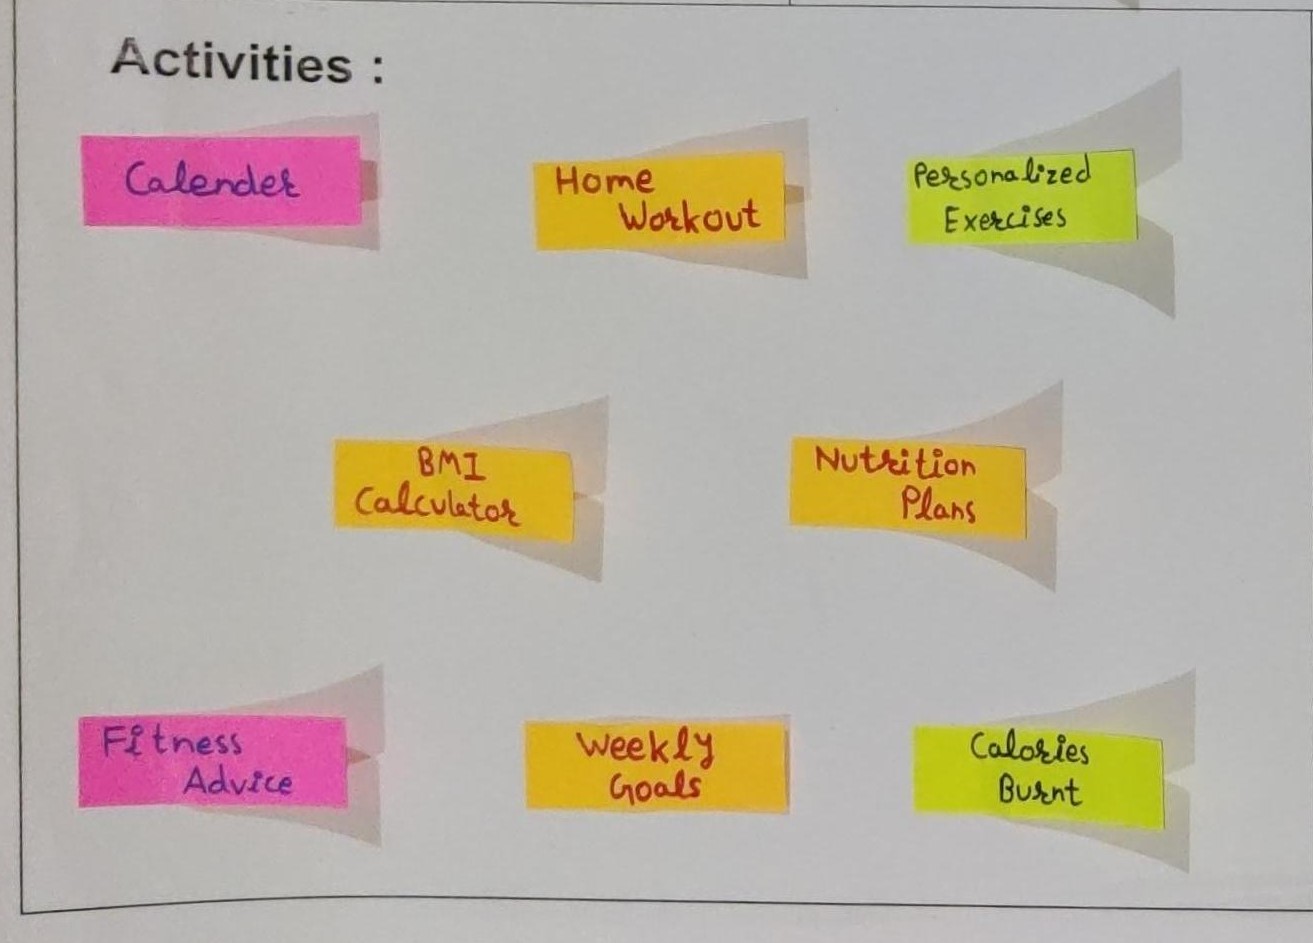 Activities :
Calender
Home
Workout
Personalized
Exercises
BMI
Calculator
Nutrition
Plans
Fitness
Advice
Weekly
Goals
Calories
Burnt